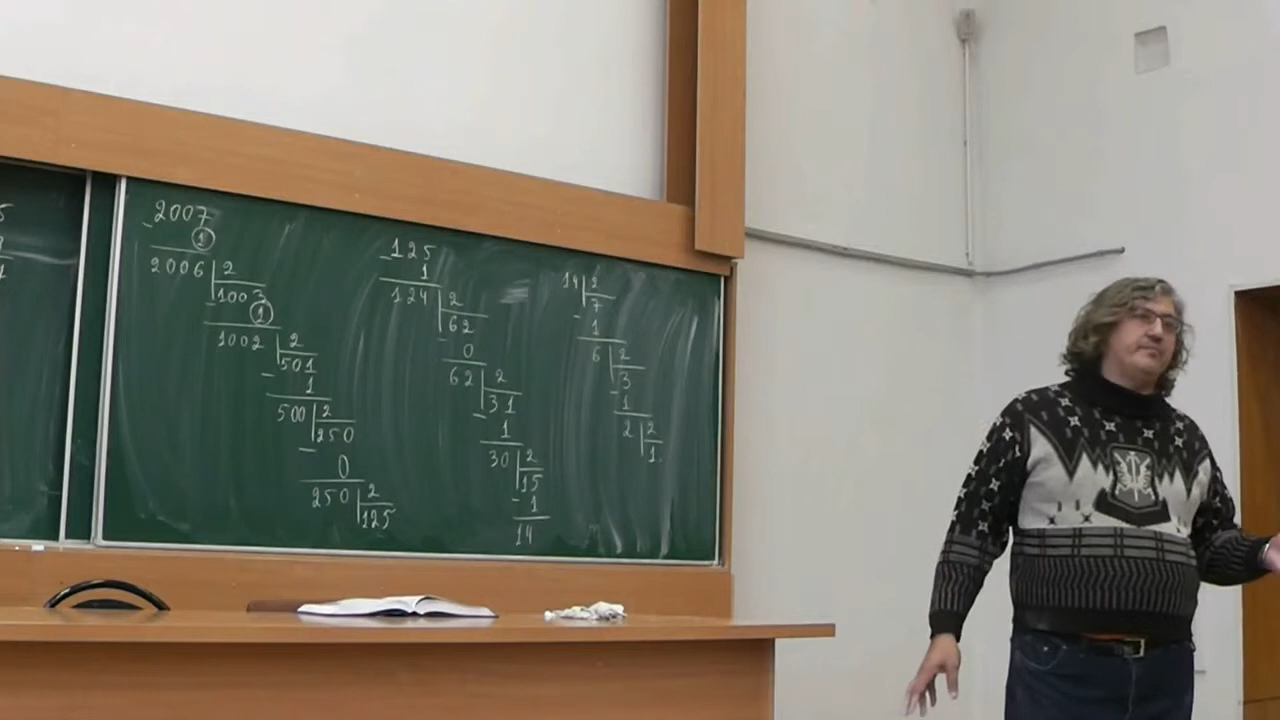 2007
- 1
2006 | 2
1003
- 1
1002 | 2
501
- 1
500 | 2
250
- 0
250 | 2
125
- 125
1
124 | 2
62
- 0
62 | 2
31
- 1
30 | 2
15
- 1
14
14 | 2
7
- 1
6 | 2
3
- 1
2 | 2
1.